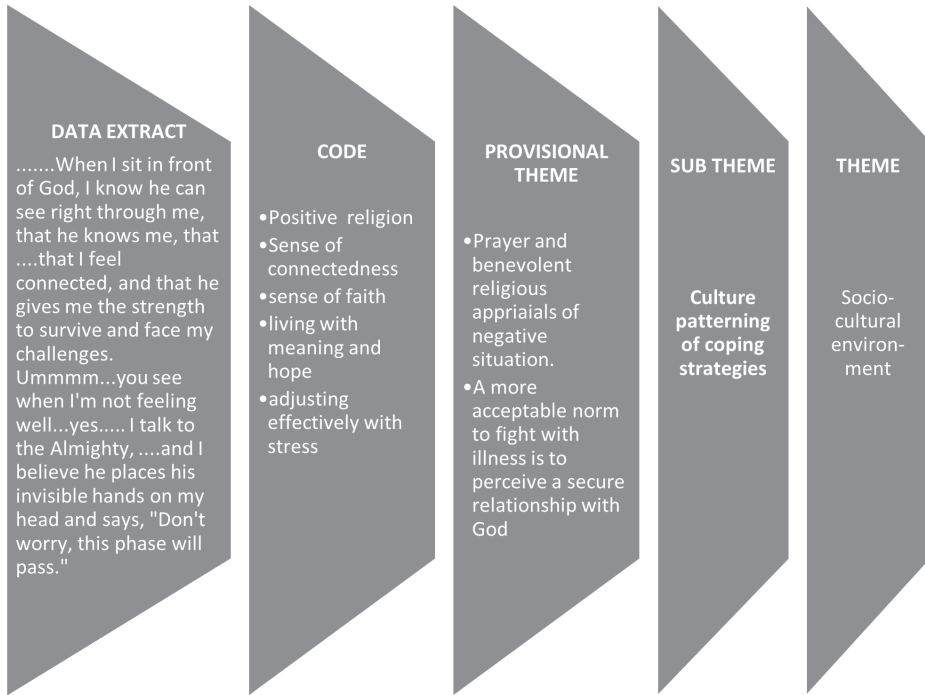 DATA EXTRACT
.......When I sit in front
of God, I know he can
see right through me,
that he knows me, that
....that I feel
connected, and that he
gives me the strength
to survive and face my
challenges.
Ummmm...you see
when I'm not feeling
well...yes..... I talk to
the Almighty, ....and I
believe he places his
invisible hands on my
head and says, "Don't
worry, this phase will
pass."
CODE
•Positive religion
•Sense of
connectedness
•sense of faith
•living with
meaning and
hope
•adjusting
effectively with
stress
PROVISIONAL
THEME
•Prayer and
benevolent
religious
appriaials of
negative
situation.
•A more
acceptable norm
to fight with
illness is to
perceive a secure
relationship with
God
SUB THEME
Culture
patterning
of coping
strategies
THEME
Socio-
cultural
environ-
ment